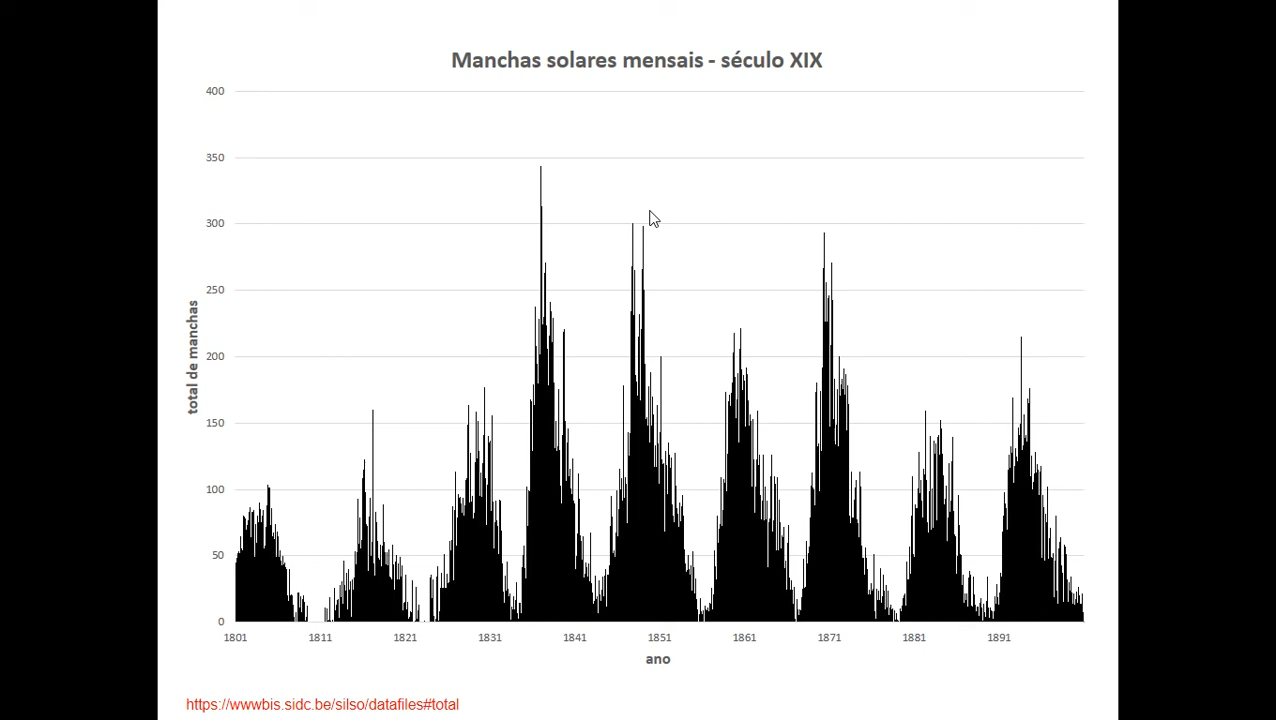 Manchas solares mensais - século XIX
400
350
300
250
200
150
100
50
0
total de manchas
1801 1811 1821 1831 1841 1851 1861 1871 1881 1891
ano
https://wwwbis.sidc.be/silso/datafiles#total